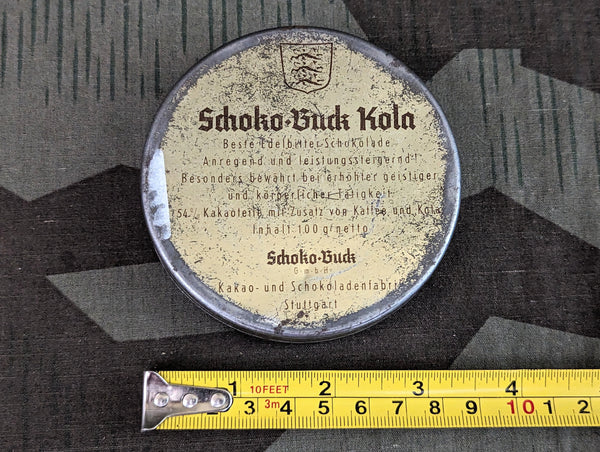 Schoko-Buck Kola
Beste Edelbitter Schokolade
Anregend und leistungssteigernd!
Besonders bewährt bei erhöhter geistiger
und körperlicher Tätigkeit
54% Kakaoteile mit Zusatz von Kaffee und Kola
Inhalt 100 g netto
Schoko-Buck
G·m·b·H·
Kakao- und Schokoladenfabrik
Stuttgart
1 10FEET 2 3 4
3m 4 5 6 7 8 9 10 1 2